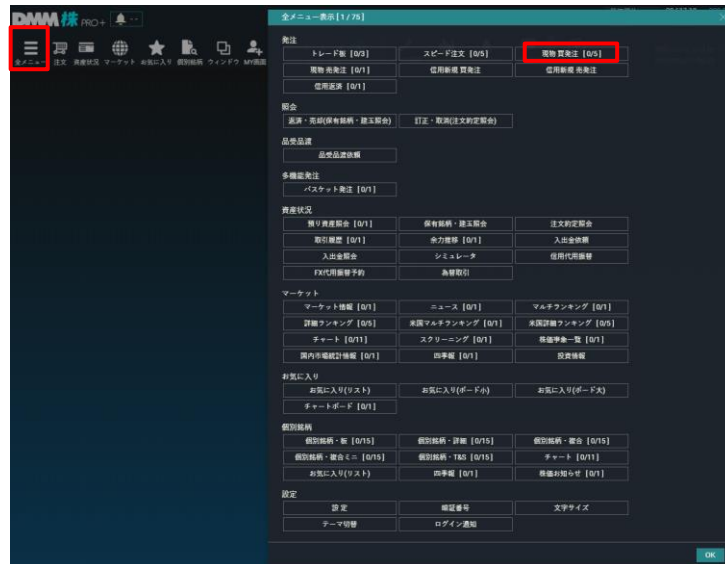 DMM 株 PRO+
全メニュー 注文 資産状況 マーケット お気に入り 個別銘柄 ウィンドウ MY画面
全メニュー表示 [1/75]
発注
トレード板 [0/3] スピード注文 [0/5] 現物 買発注 [0/5]
現物 売発注 [0/1] 信用新規 買発注 信用新規 売発注
信用返済 [0/1]
照会
返済・売却(保有銘柄・建玉照会) 訂正・取消(注文約定照会)
品受品渡
品受品渡依頼
多機能発注
バスケット発注 [0/1]
資産状況
預り資産照会 [0/1] 保有銘柄・建玉照会 注文約定照会
取引履歴 [0/1] 余力推移 [0/1] 入出金依頼
入出金照会 シミュレータ 信用代用振替
FX代用振替予約 為替取引
マーケット
マーケット情報 [0/1] ニュース [0/1] マルチランキング [0/1]
詳細ランキング [0/5] 米国マルチランキング [0/1] 米国詳細ランキング [0/5]
チャート [0/11] スクリーニング [0/1] 株価予象一覧 [0/1]
国内市場統計情報 [0/1] 四季報 [0/1] 投資情報
お気に入り
お気に入り(リスト) お気に入り(ボード小) お気に入り(ボード大)
チャートボード [0/1]
個別銘柄
個別銘柄・板 [0/15] 個別銘柄・詳細 [0/15] 個別銘柄・複合 [0/15]
個別銘柄・複合ミニ [0/15] 個別銘柄・T&S [0/15] チャート [0/11]
お気に入り(リスト) 四季報 [0/1] 株価お知らせ [0/1]
設定
設定 暗証番号 文字サイズ
テーマ切替 ログイン通知
OK